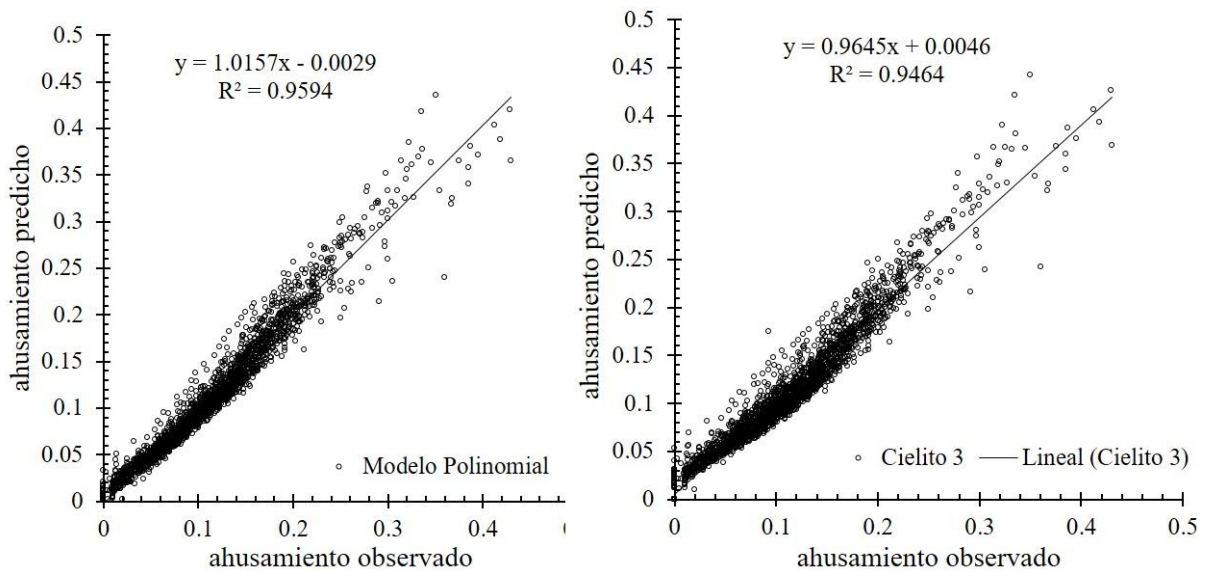 0.5
0.45
0.4
0.35
0.3
0.25
0.2
0.15
0.1
0.05
0
ahusamiento predicho
y = 1.0157x - 0.0029
R² = 0.9594
Modelo Polinomial
0 0.1 0.2 0.3 0.4
ahusamiento observado
0.5
0.45
0.4
0.35
0.3
0.25
0.2
0.15
0.1
0.05
0
ahusamiento predicho
y = 0.9645x + 0.0046
R² = 0.9464
Cielito 3 Lineal (Cielito 3)
0 0.1 0.2 0.3 0.4 0.5
ahusamiento observado